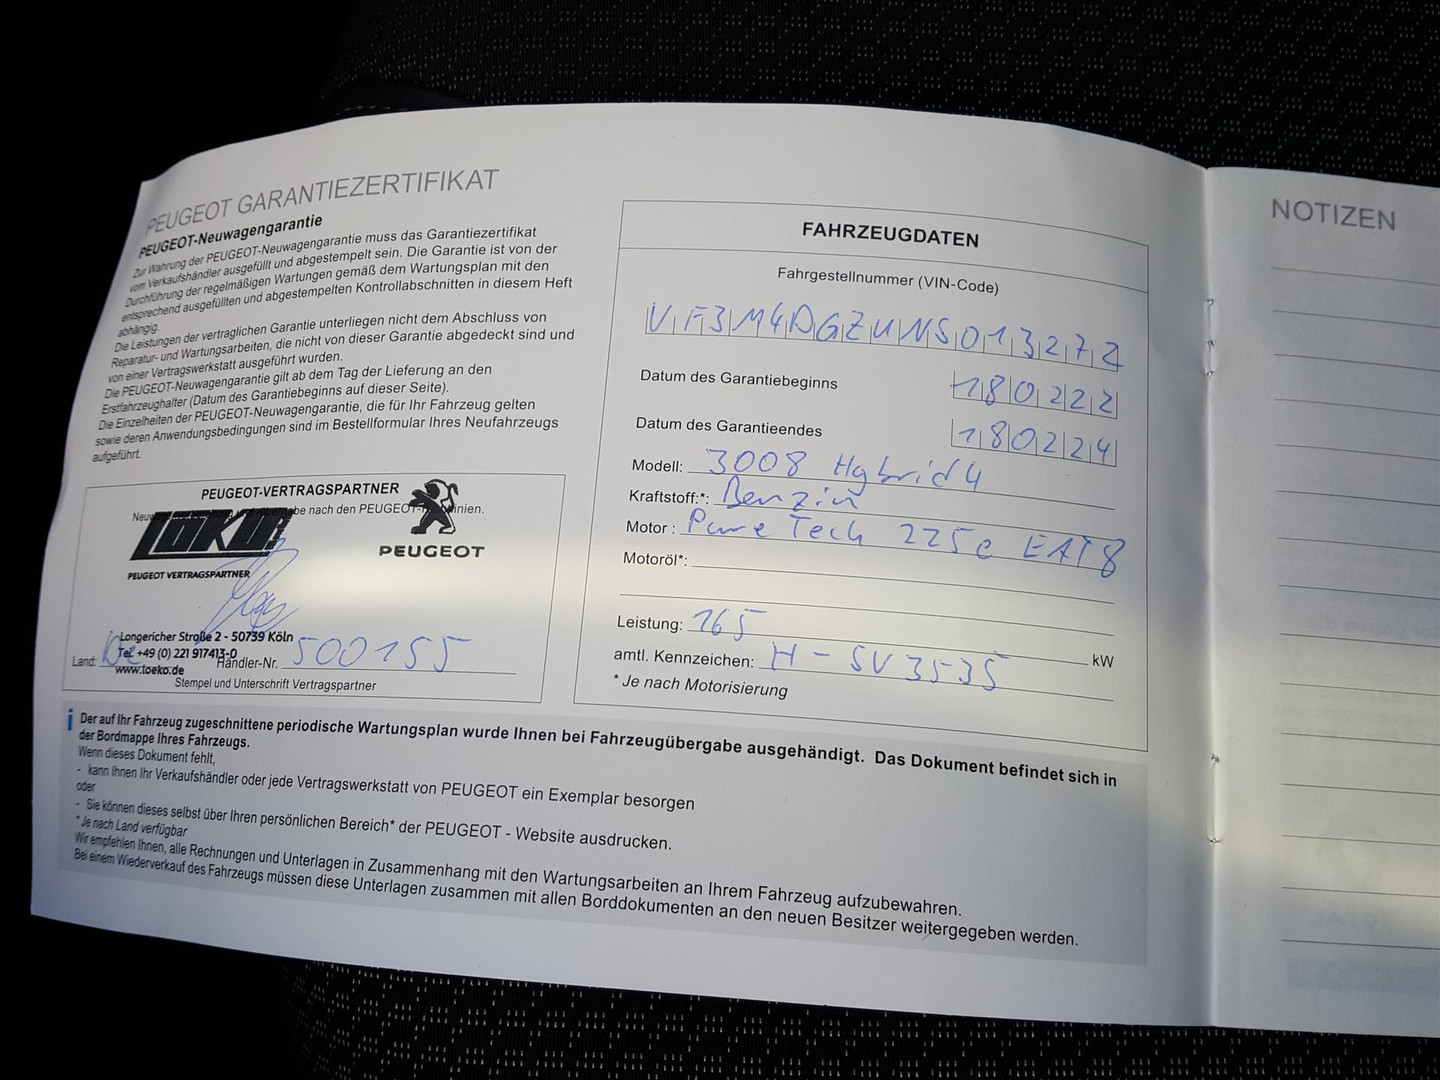 PEUGEOT GARANTIEZERTIFIKAT
PEUGEOT-Neuwagengarantie
Zur Wahrung der PEUGEOT-Neuwagengarantie muss das Garantiezertifikat
vom Verkaufshändler ausgefüllt und abgestempelt sein. Die Garantie ist von der
Durchführung der regelmäßigen Wartungen gemäß dem Wartungsplan mit den
entsprechend ausgefüllten und abgestempelten Kontrollabschnitten in diesem Heft
abhängig.
Die Leistungen der vertraglichen Garantie unterliegen nicht dem Abschluss von
Reparatur- und Wartungsarbeiten, die nicht von dieser Garantie abgedeckt sind und
von einer Vertragswerkstatt ausgeführt wurden.
Die PEUGEOT-Neuwagengarantie gilt ab dem Tag der Lieferung an den
Erstfahrzeughalter (Datum des Garantiebeginns auf dieser Seite).
Die Einzelheiten der PEUGEOT-Neuwagengarantie, die für Ihr Fahrzeug gelten
sowie deren Anwendungsbedingungen sind im Bestellformular Ihres Neufahrzeugs
aufgeführt.
PEUGEOT-VERTRAGSPARTNER
nach den PEUGEOT
PEUGEOT
PEUGEOT VERTRAGSPARTNER
Longericher Straße 2 - 50739 Köln
Tel. +49 (0) 221 917413-0
www.toeko.de
Land: De Händler-Nr. 500155
Stempel und Unterschrift Vertragspartner
FAHRZEUGDATEN
Fahrgestellnummer (VIN-Code)
VF3M4DGZUNS013272
Datum des Garantiebeginns 180222
Datum des Garantieendes 180224
Modell: 3008 Hybrid4
Kraftstoff:*: Benzin
Motor : Pure Tech 225e EAT8
Motoröl*:
Leistung: 165 kW
amtl. Kennzeichen: H - SV 3535
* Je nach Motorisierung
i Der auf Ihr Fahrzeug zugeschnittene periodische Wartungsplan wurde Ihnen bei Fahrzeugübergabe ausgehändigt. Das Dokument befindet sich in
der Bordmappe Ihres Fahrzeugs.
Wenn dieses Dokument fehlt,
- kann Ihnen Ihr Verkaufshändler oder jede Vertragswerkstatt von PEUGEOT ein Exemplar besorgen
oder
- Sie können dieses selbst über Ihren persönlichen Bereich* der PEUGEOT - Website ausdrucken.
*Je nach Land verfügbar
Wir empfehlen Ihnen, alle Rechnungen und Unterlagen in Zusammenhang mit den Wartungsarbeiten an Ihrem Fahrzeug aufzubewahren.
Bei einem Wiederverkauf des Fahrzeugs müssen diese Unterlagen zusammen mit allen Borddokumenten an den neuen Besitzer weitergegeben werden.
NOTIZEN